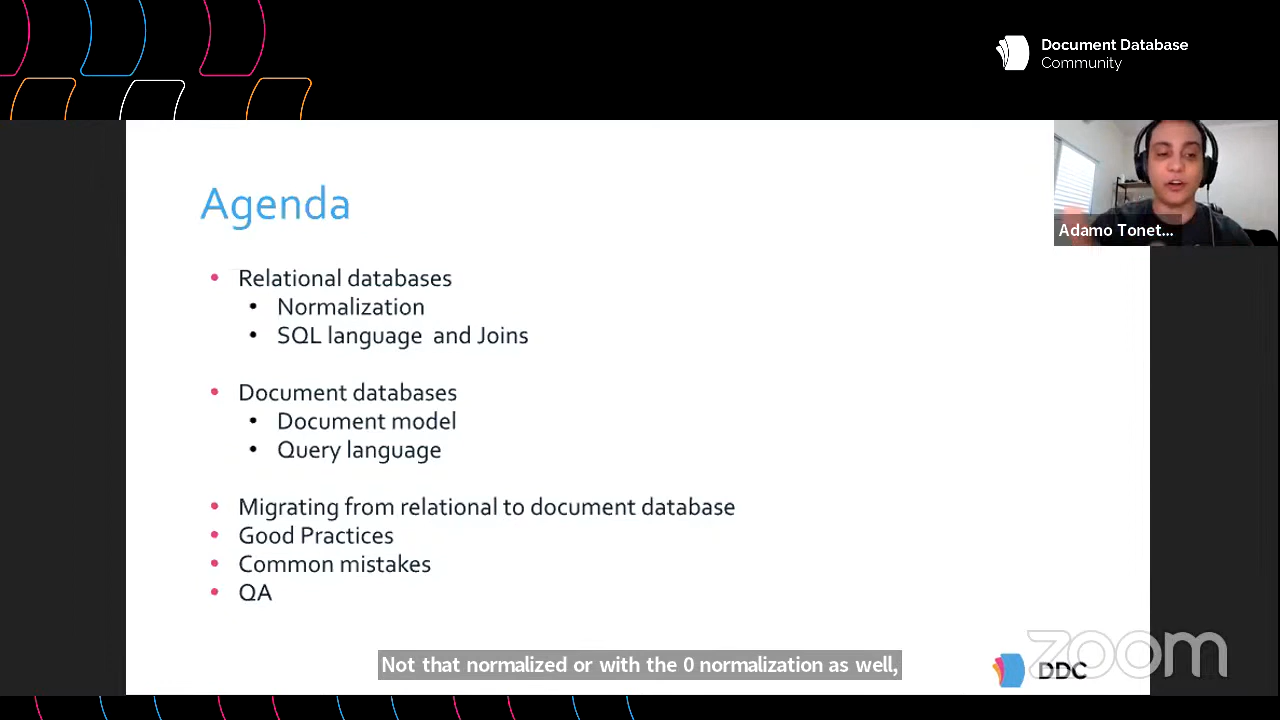 Document Database
Community
Adamo Tonet...
Agenda
• Relational databases
• Normalization
• SQL language and Joins
• Document databases
• Document model
• Query language
• Migrating from relational to document database
• Good Practices
• Common mistakes
• QA
Not that normalized or with the 0 normalization as well,
DDC
zoom